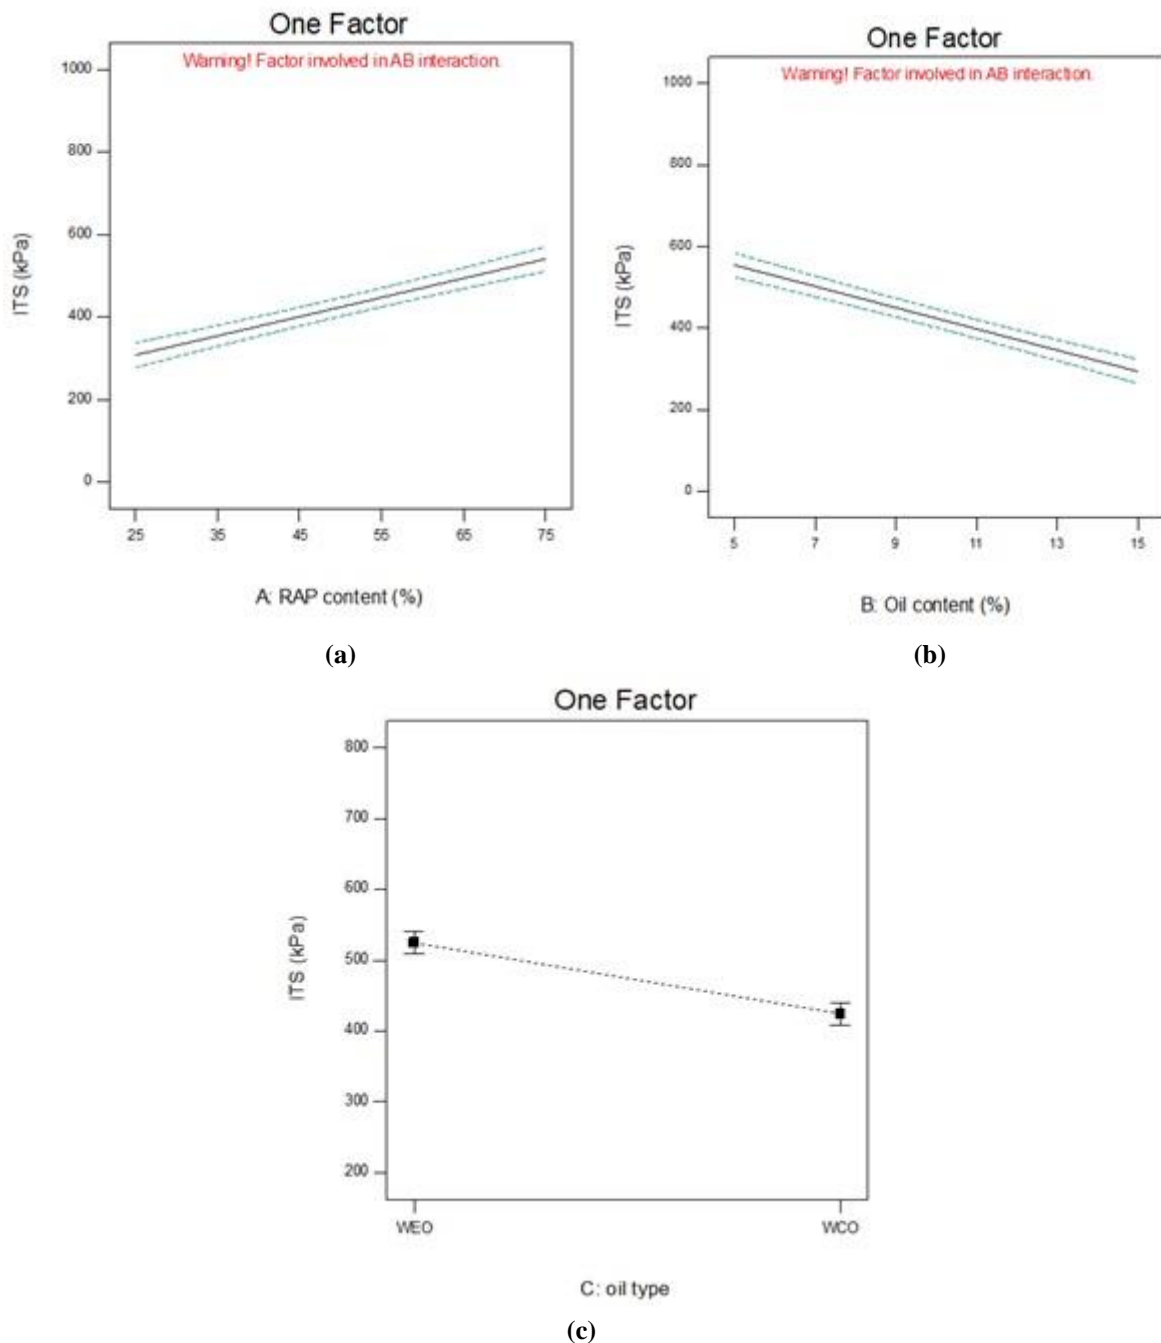 One Factor
Warning! Factor involved in AB interaction.
1000
800
600
400
200
0
ITS (kPa)
25 35 45 55 65 75
A: RAP content (%)
(a)
One Factor
Warning! Factor involved in AB interaction.
1000
800
600
400
200
0
ITS (kPa)
5 7 9 11 13 15
B: Oil content (%)
(b)
One Factor
800
700
600
500
400
300
200
ITS (kPa)
WEO WCO
C: oil type
(c)